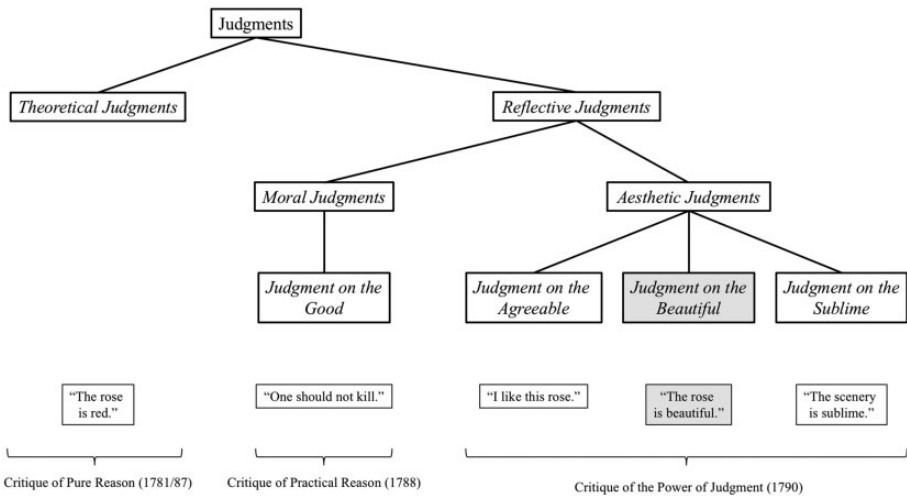 Judgments
Theoretical Judgments
Reflective Judgments
Moral Judgments
Aesthetic Judgments
Judgment on the
Good
Judgment on the
Agreeable
Judgment on the
Beautiful
Judgment on the
Sublime
“The rose
is red.”
“One should not kill.”
“I like this rose.”
“The rose
is beautiful.”
“The scenery
is sublime.”
Critique of Pure Reason (1781/87)
Critique of Practical Reason (1788)
Critique of the Power of Judgment (1790)